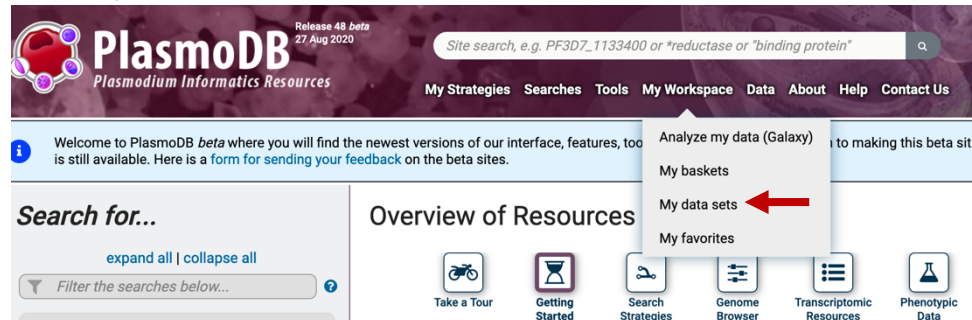 PlasmoDB
Release 48 beta
27 Aug 2020
Plasmodium Informatics Resources
Site search, e.g. PF3D7_1133400 or *reductase or "binding protein"
My Strategies Searches Tools My Workspace Data About Help Contact Us
Welcome to PlasmoDB beta where you will find the newest versions of our interface, features, too
n to making this beta sit
is still available. Here is a form for sending your feedback on the beta sites.
Analyze my data (Galaxy)
My baskets
My data sets
My favorites
Search for...
expand all | collapse all
Filter the searches below...
Overview of Resources
Take a Tour
Getting
Started
Search
Strategies
Genome
Browser
Transcriptomic
Resources
Phenotypic
Data